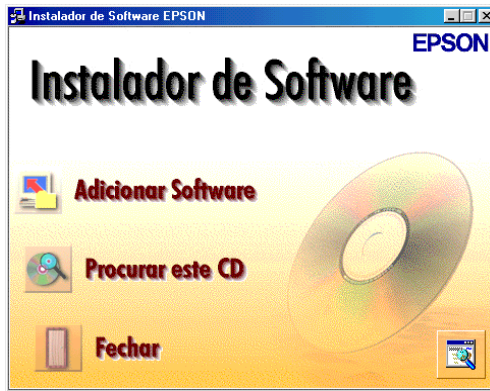 Instalador de Software EPSON
EPSON
Instalador de Software
Adicionar Software
Procurar este CD
Fechar